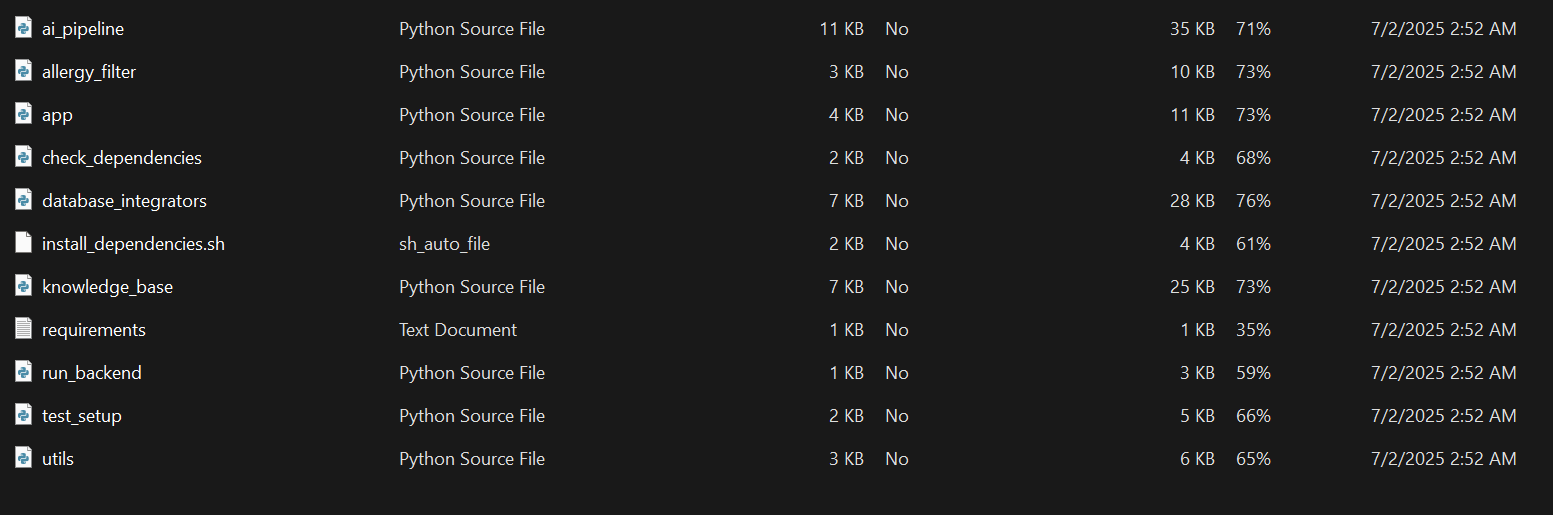 ai_pipeline Python Source File 11 KB No 35 KB 71% 7/2/2025 2:52 AM
allergy_filter Python Source File 3 KB No 10 KB 73% 7/2/2025 2:52 AM
app Python Source File 4 KB No 11 KB 73% 7/2/2025 2:52 AM
check_dependencies Python Source File 2 KB No 4 KB 68% 7/2/2025 2:52 AM
database_integrators Python Source File 7 KB No 28 KB 76% 7/2/2025 2:52 AM
install_dependencies.sh sh_auto_file 2 KB No 4 KB 61% 7/2/2025 2:52 AM
knowledge_base Python Source File 7 KB No 25 KB 73% 7/2/2025 2:52 AM
requirements Text Document 1 KB No 1 KB 35% 7/2/2025 2:52 AM
run_backend Python Source File 1 KB No 3 KB 59% 7/2/2025 2:52 AM
test_setup Python Source File 2 KB No 5 KB 66% 7/2/2025 2:52 AM
utils Python Source File 3 KB No 6 KB 65% 7/2/2025 2:52 AM